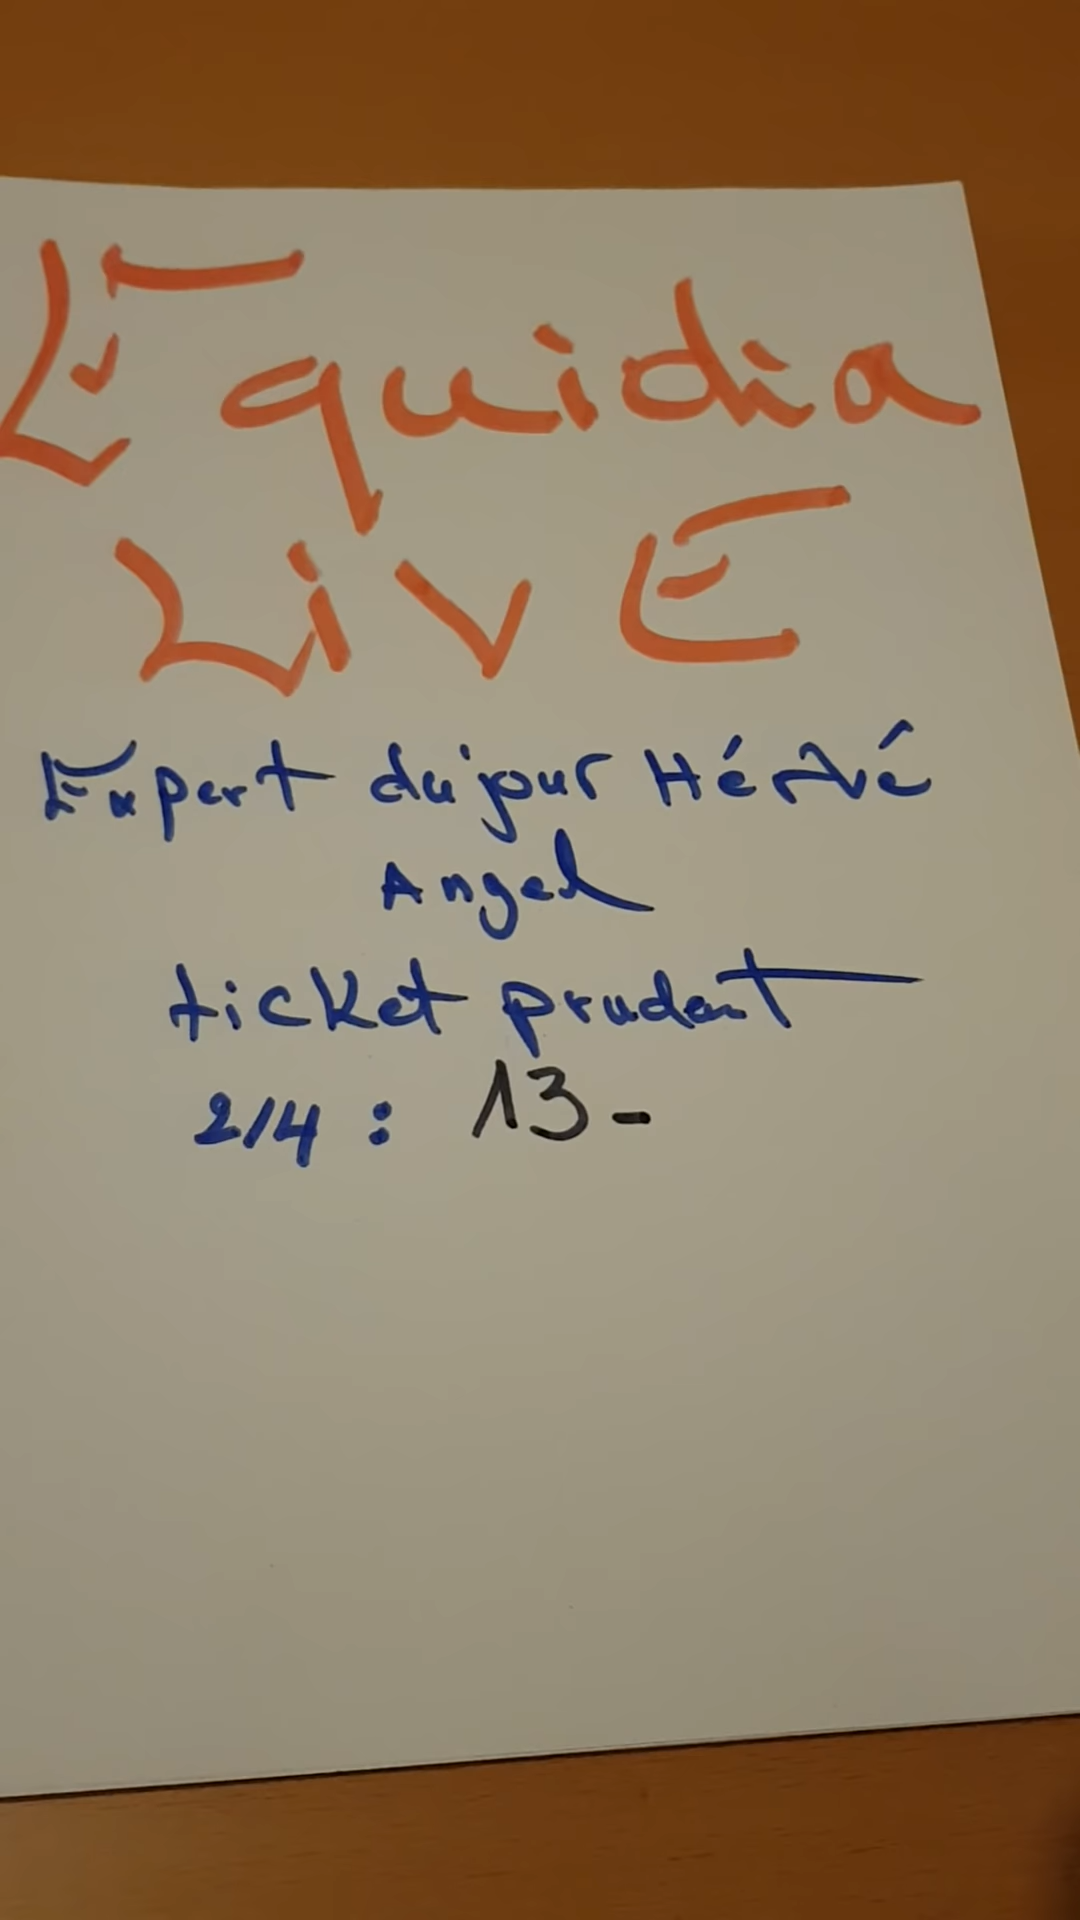 Equidia
LiVE
Expert du jour Hérvé
Angel
ticket prudent
2/4 : 13 -